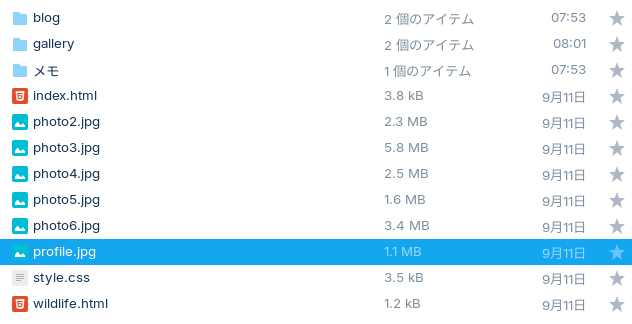 blog 2 個のアイテム 07:53
gallery 2 個のアイテム 08:01
メモ 1 個のアイテム 07:53
index.html 3.8 kB 9月11日
photo2.jpg 2.3 MB 9月11日
photo3.jpg 5.8 MB 9月11日
photo4.jpg 2.5 MB 9月11日
photo5.jpg 1.6 MB 9月11日
photo6.jpg 3.4 MB 9月11日
profile.jpg 1.1 MB 9月11日
style.css 3.5 kB 9月11日
wildlife.html 1.2 kB 9月11日